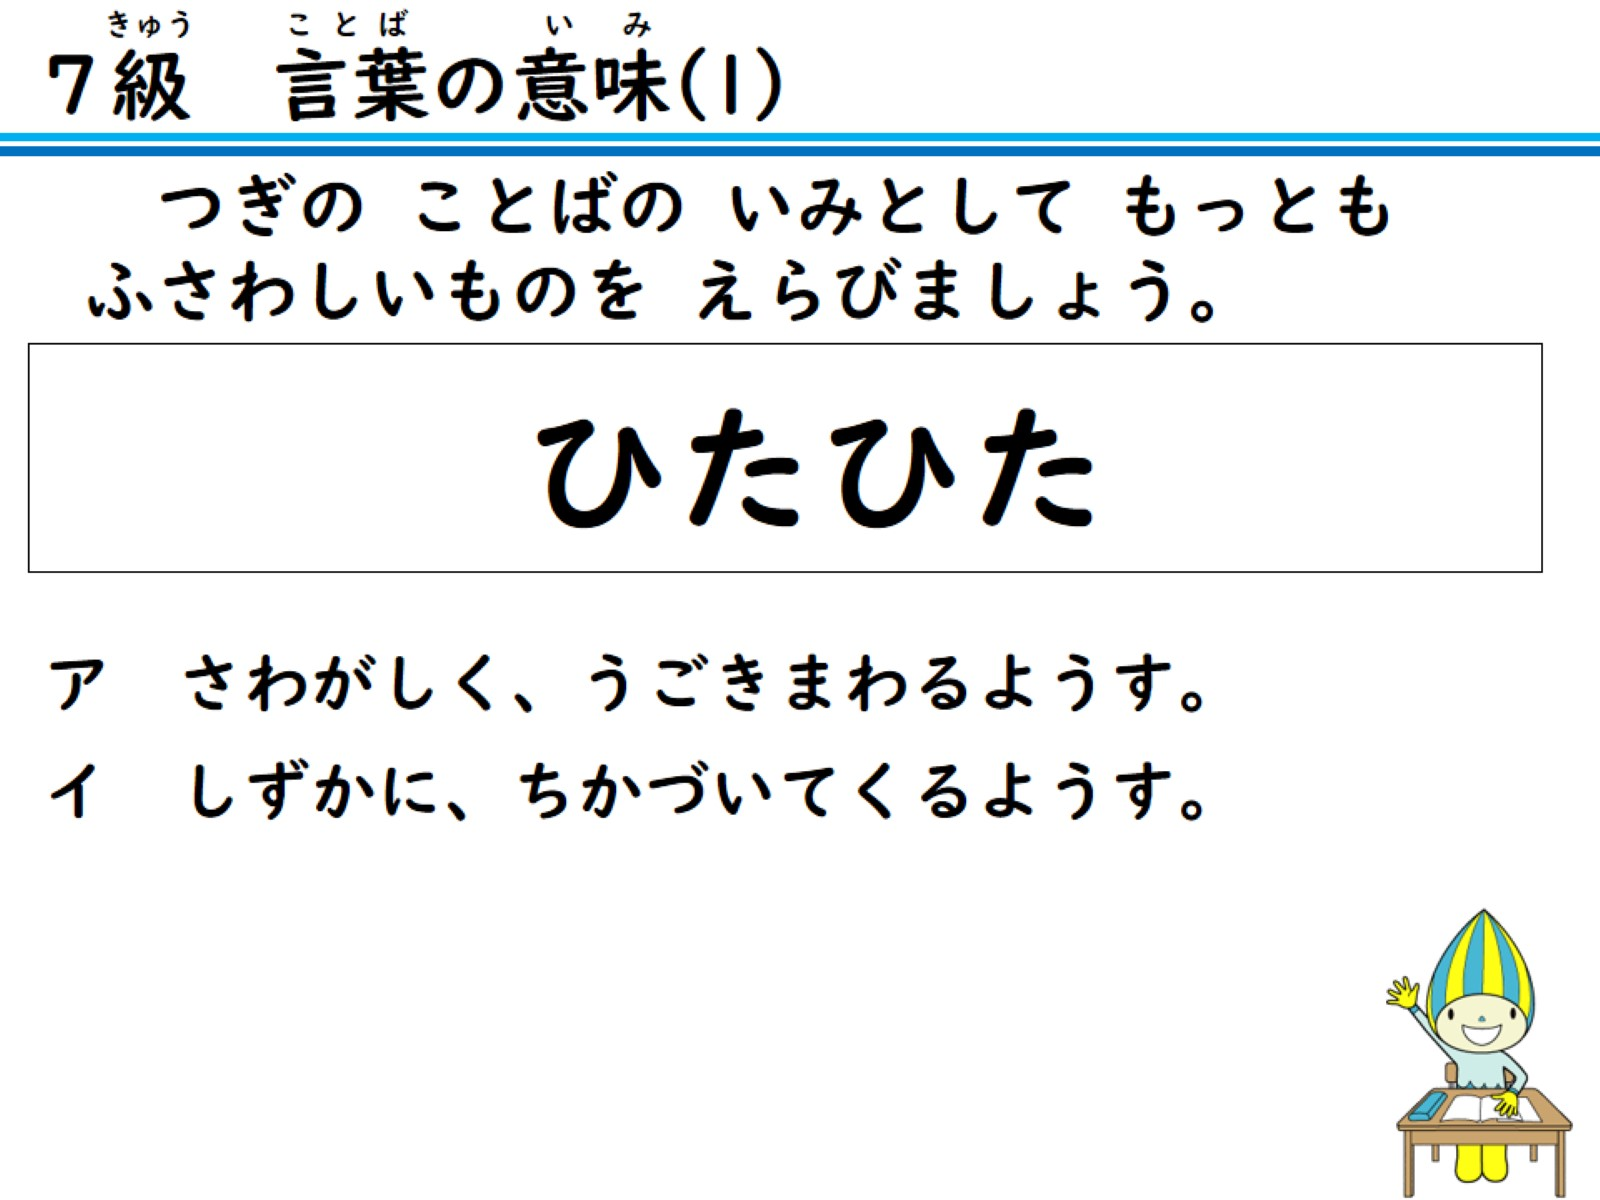 きゅう ことば いみ
7級 言葉の意味(1)
つぎの ことばの いみとして もっとも
ふさわしいものを えらびましょう。
ひたひた
ア さわがしく、うごきまわるようす。
イ しずかに、ちかづいてくるようす。